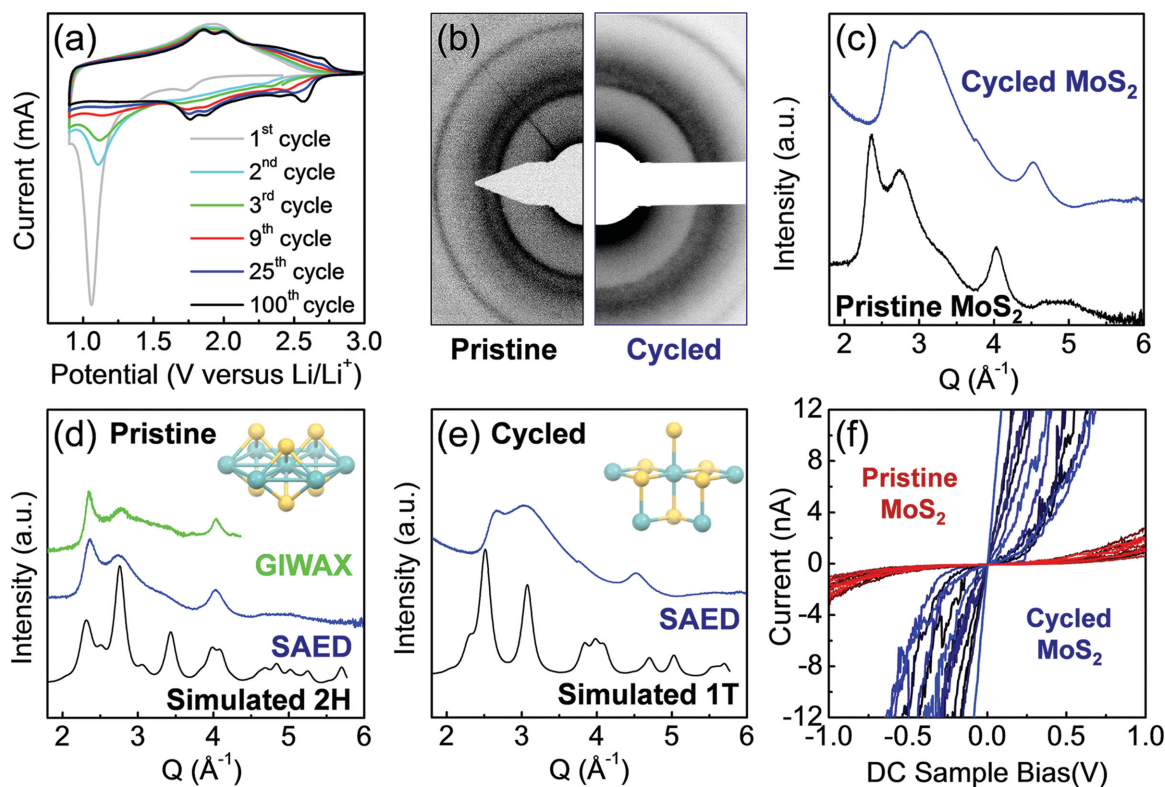 (a)
Current (mA)
1st cycle
2nd cycle
3rd cycle
9th cycle
25th cycle
100th cycle
1.0 1.5 2.0 2.5 3.0
Potential (V versus Li/Li+)
(b)
Pristine
Cycled
(c)
Intensity (a.u.)
Cycled MoS2
Pristine MoS2
2 3 4 5 6
Q (Å-1)
(d) Pristine
Intensity (a.u.)
GIWAX
SAED
Simulated 2H
2 3 4 5 6
Q (Å-1)
(e) Cycled
Intensity (a.u.)
SAED
Simulated 1T
2 3 4 5 6
Q (Å-1)
(f)
Current (nA)
12
8
4
0
-4
-8
-12
Pristine
MoS2
Cycled
MoS2
-1.0 -0.5 0.0 0.5 1.0
DC Sample Bias(V)